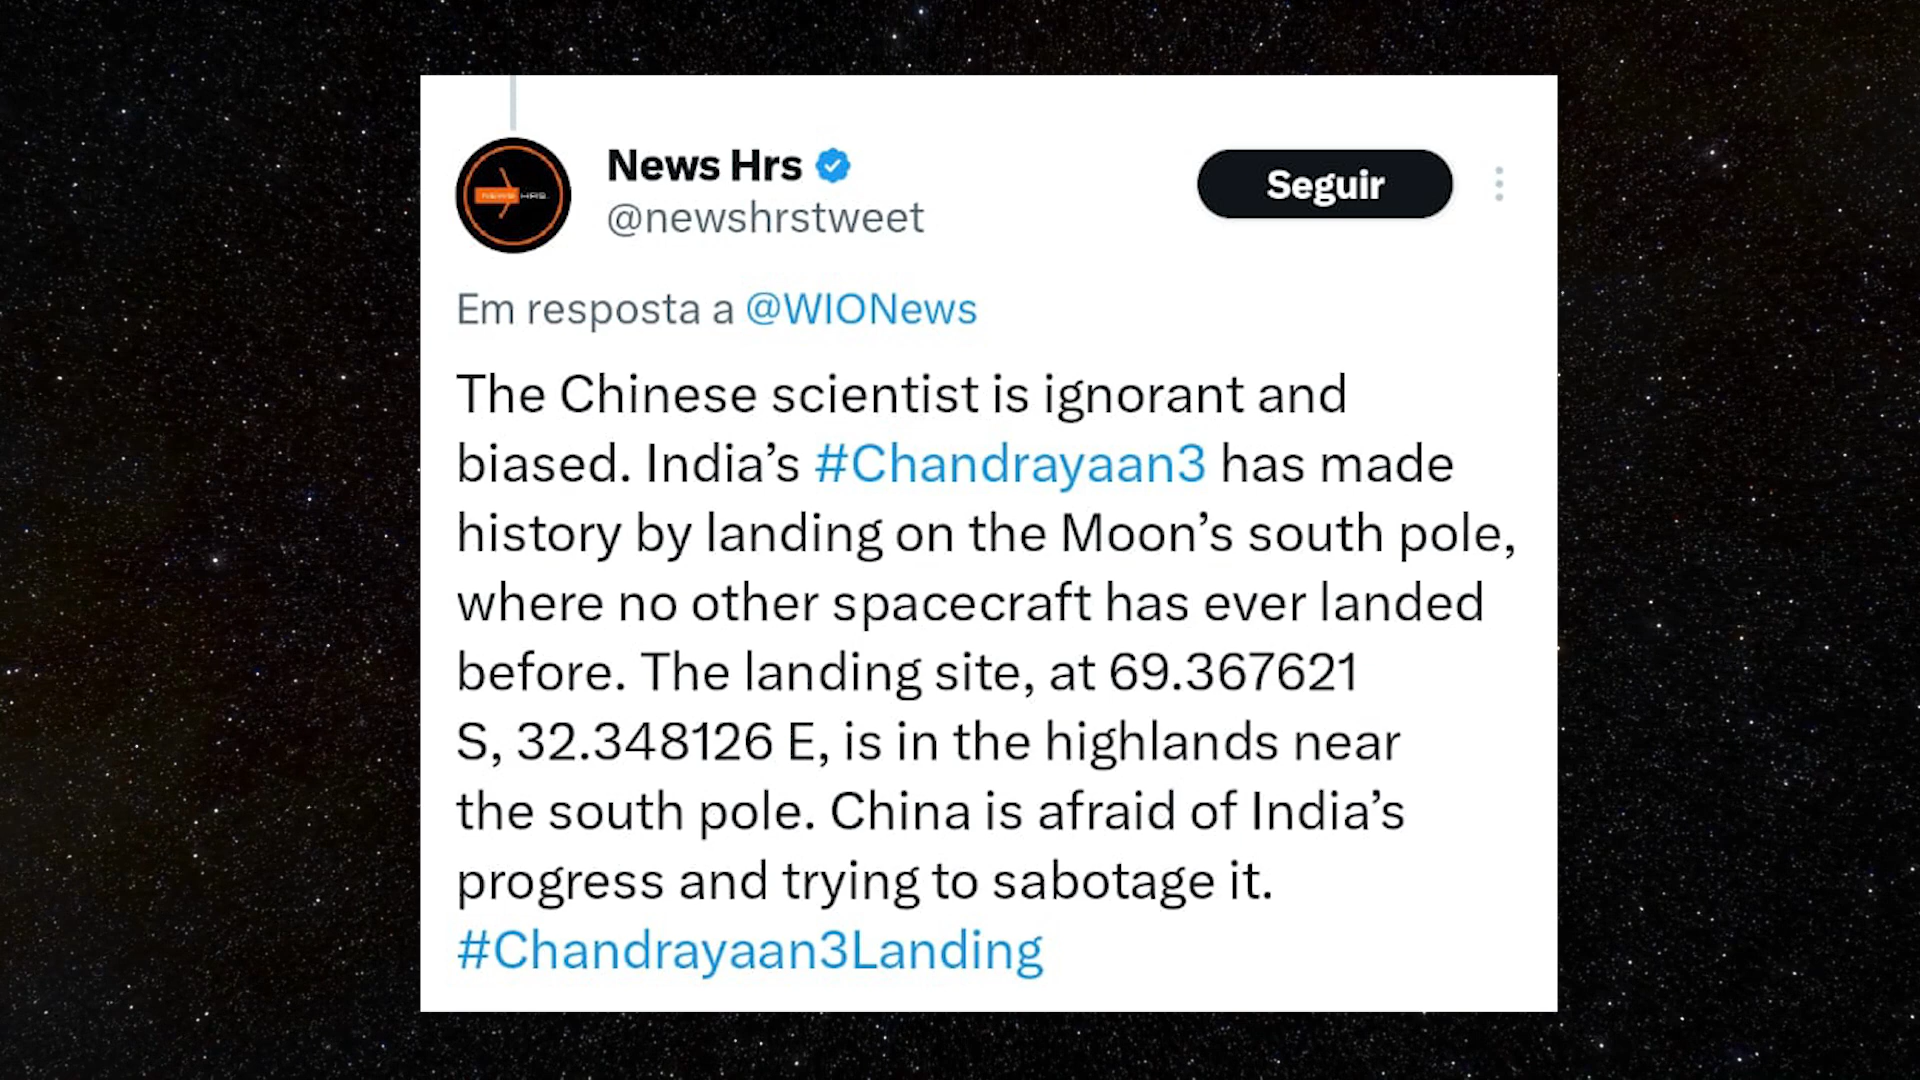 News Hrs
@newshrstweet
Seguir
NEWS HRS
Em resposta a @WIONews
The Chinese scientist is ignorant and
biased. India’s #Chandrayaan3 has made
history by landing on the Moon’s south pole,
where no other spacecraft has ever landed
before. The landing site, at 69.367621
S, 32.348126 E, is in the highlands near
the south pole. China is afraid of India’s
progress and trying to sabotage it.
#Chandrayaan3Landing